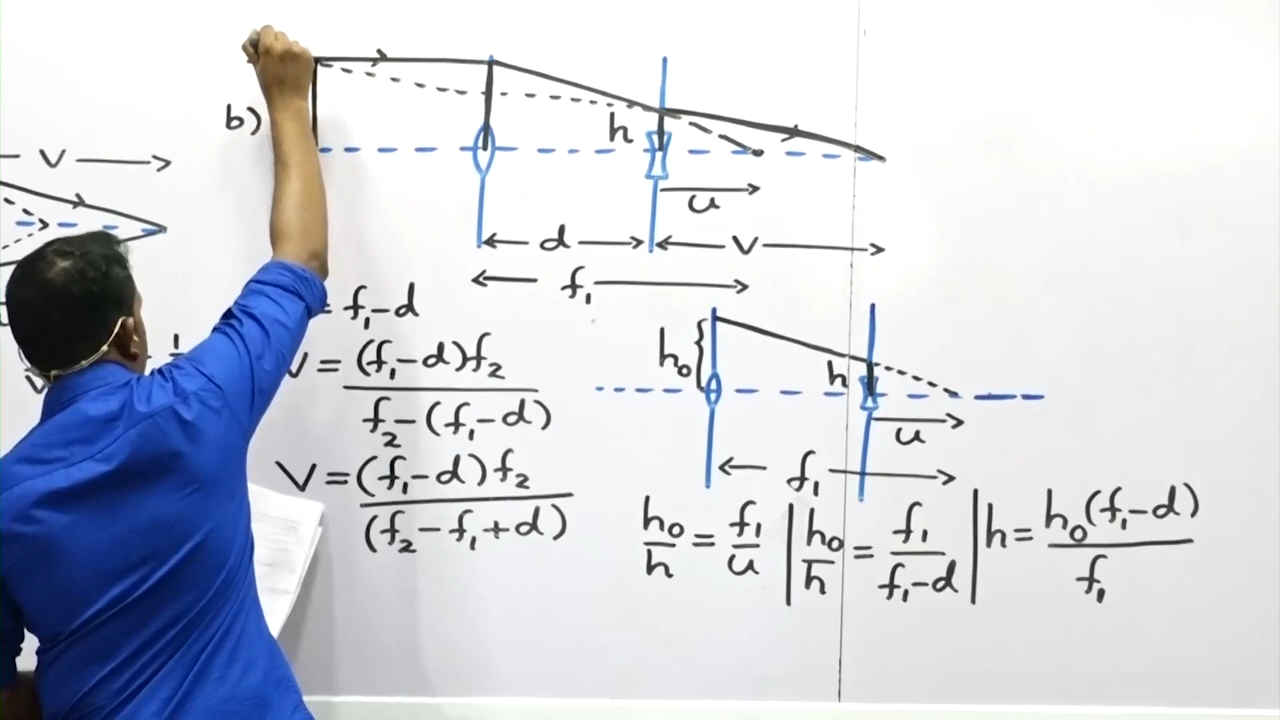 b)
h
V
u
d
V
f₁
= f₁-d
V = (f₁-d)f₂
f₂-(f₁-d)
V = (f₁-d)f₂
(f₂-f₁+d)
h₀
h
u
f₁
h₀/h = f₁/u | h₀/h = f₁/f₁-d | h = h₀(f₁-d)/f₁